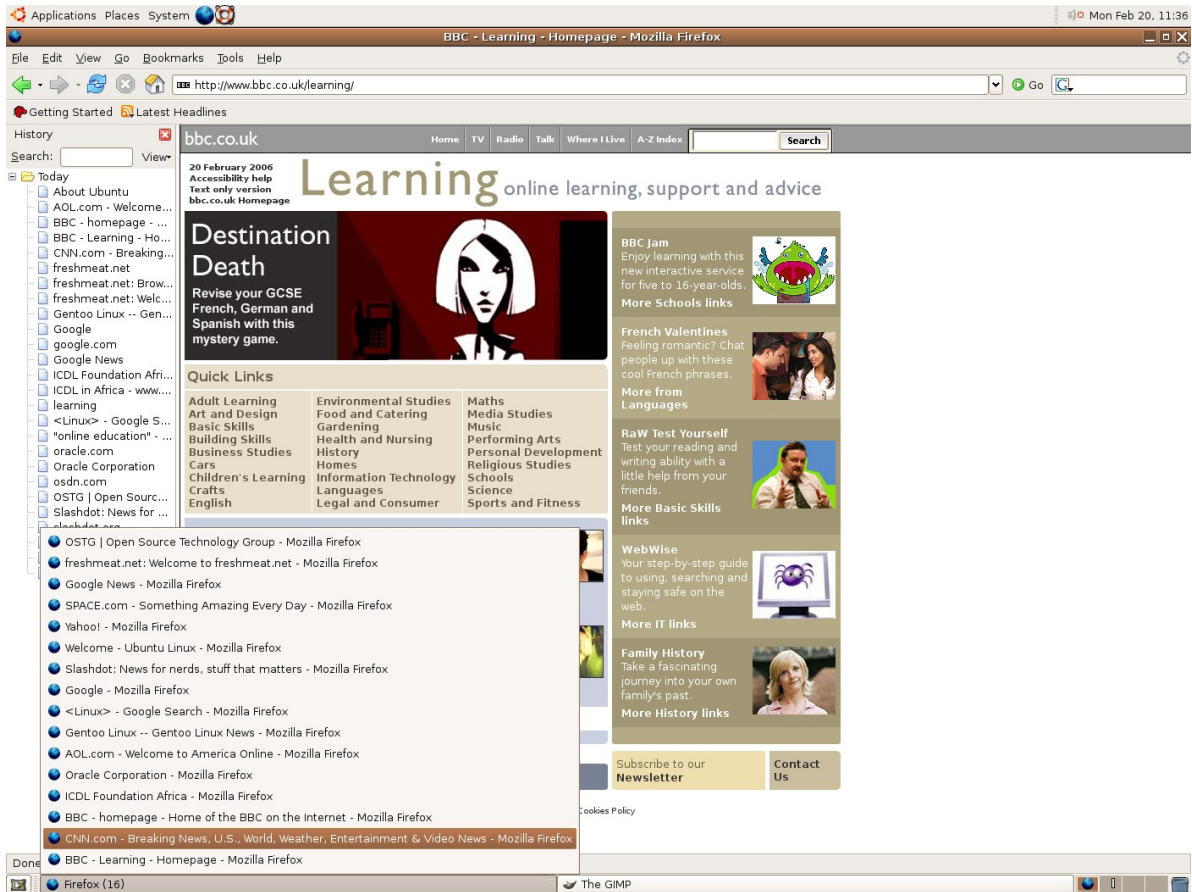 Applications Places System
Mon Feb 20, 11:36
BBC - Learning - Homepage - Mozilla Firefox
File Edit View Go Bookmarks Tools Help
http://www.bbc.co.uk/learning/
Go
Getting Started Latest Headlines
History
Search: View
Today
About Ubuntu
AOL.com - Welcome...
BBC - homepage - ...
BBC - Learning - Ho...
CNN.com - Breaking...
freshmeat.net
freshmeat.net: Brow...
freshmeat.net: Welc...
Gentoo Linux -- Gen...
Google
google.com
Google News
ICDL Foundation Afri...
ICDL in Africa - www....
learning
<Linux> - Google S...
"online education" - ...
oracle.com
Oracle Corporation
osdn.com
OSTG | Open Sourc...
Slashdot: News for ...
slashdot.org
bbc.co.uk
Home TV Radio Talk Where I Live A-Z Index Search
20 February 2006
Accessibility help
Text only version
bbc.co.uk Homepage
Learning online learning, support and advice
Destination
Death
Revise your GCSE
French, German and
Spanish with this
mystery game.
Quick Links
Adult Learning
Art and Design
Basic Skills
Building Skills
Business Studies
Cars
Children's Learning
Crafts
English
Environmental Studies
Food and Catering
Gardening
Health and Nursing
History
Homes
Information Technology
Languages
Legal and Consumer
Maths
Media Studies
Music
Performing Arts
Personal Development
Religious Studies
Schools
Science
Sports and Fitness
BBC Jam
Enjoy learning with this
new interactive service
for five to 16-year-olds.
More Schools links
French Valentines
Feeling romantic? Chat
people up with these
cool French phrases.
More from
Languages
RaW Test Yourself
Test your reading and
writing ability with a
little help from your
friends.
More Basic Skills
links
WebWise
Your step-by-step guide
to using, searching and
staying safe on the
web.
More IT links
Family History
Take a fascinating
journey into your own
family's past.
More History links
Subscribe to our
Newsletter
Contact
Us
Cookies Policy
OSTG | Open Source Technology Group - Mozilla Firefox
freshmeat.net: Welcome to freshmeat.net - Mozilla Firefox
Google News - Mozilla Firefox
SPACE.com - Something Amazing Every Day - Mozilla Firefox
Yahoo! - Mozilla Firefox
Welcome - Ubuntu Linux - Mozilla Firefox
Slashdot: News for nerds, stuff that matters - Mozilla Firefox
Google - Mozilla Firefox
<Linux> - Google Search - Mozilla Firefox
Gentoo Linux -- Gentoo Linux News - Mozilla Firefox
AOL.com - Welcome to America Online - Mozilla Firefox
Oracle Corporation - Mozilla Firefox
ICDL Foundation Africa - Mozilla Firefox
BBC - homepage - Home of the BBC on the Internet - Mozilla Firefox
CNN.com - Breaking News, U.S., World, Weather, Entertainment & Video News - Mozilla Firefox
BBC - Learning - Homepage - Mozilla Firefox
Done
Firefox (16)
The GIMP